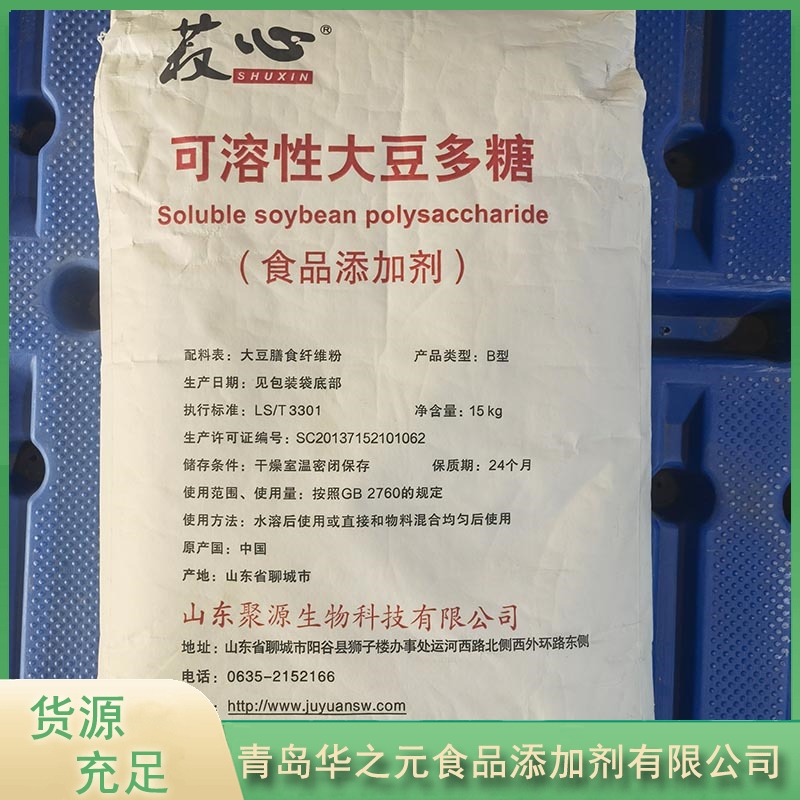 菽心®
SHUXIN
可溶性大豆多糖
Soluble soybean polysaccharide
（食品添加剂）
配料表：大豆膳食纤维粉 产品类型：B型
生产日期：见包装袋底部
执行标准：LS/T 3301 净含量：15 kg
生产许可证编号：SC20137152101062
储存条件：干燥室温密闭保存 保质期：24个月
使用范围、使用量：按照GB 2760的规定
使用方法：水溶后使用或直接和物料混合均匀后使用
原产国：中国
产地：山东省聊城市
山东聚源生物科技有限公司
地址：山东省聊城市阳谷县狮子楼办事处运河西路北侧西外环路东侧
电话：0635-2152166
：http://www.juyuansw.com
货源
充足
青岛华之元食品添加剂有限公司